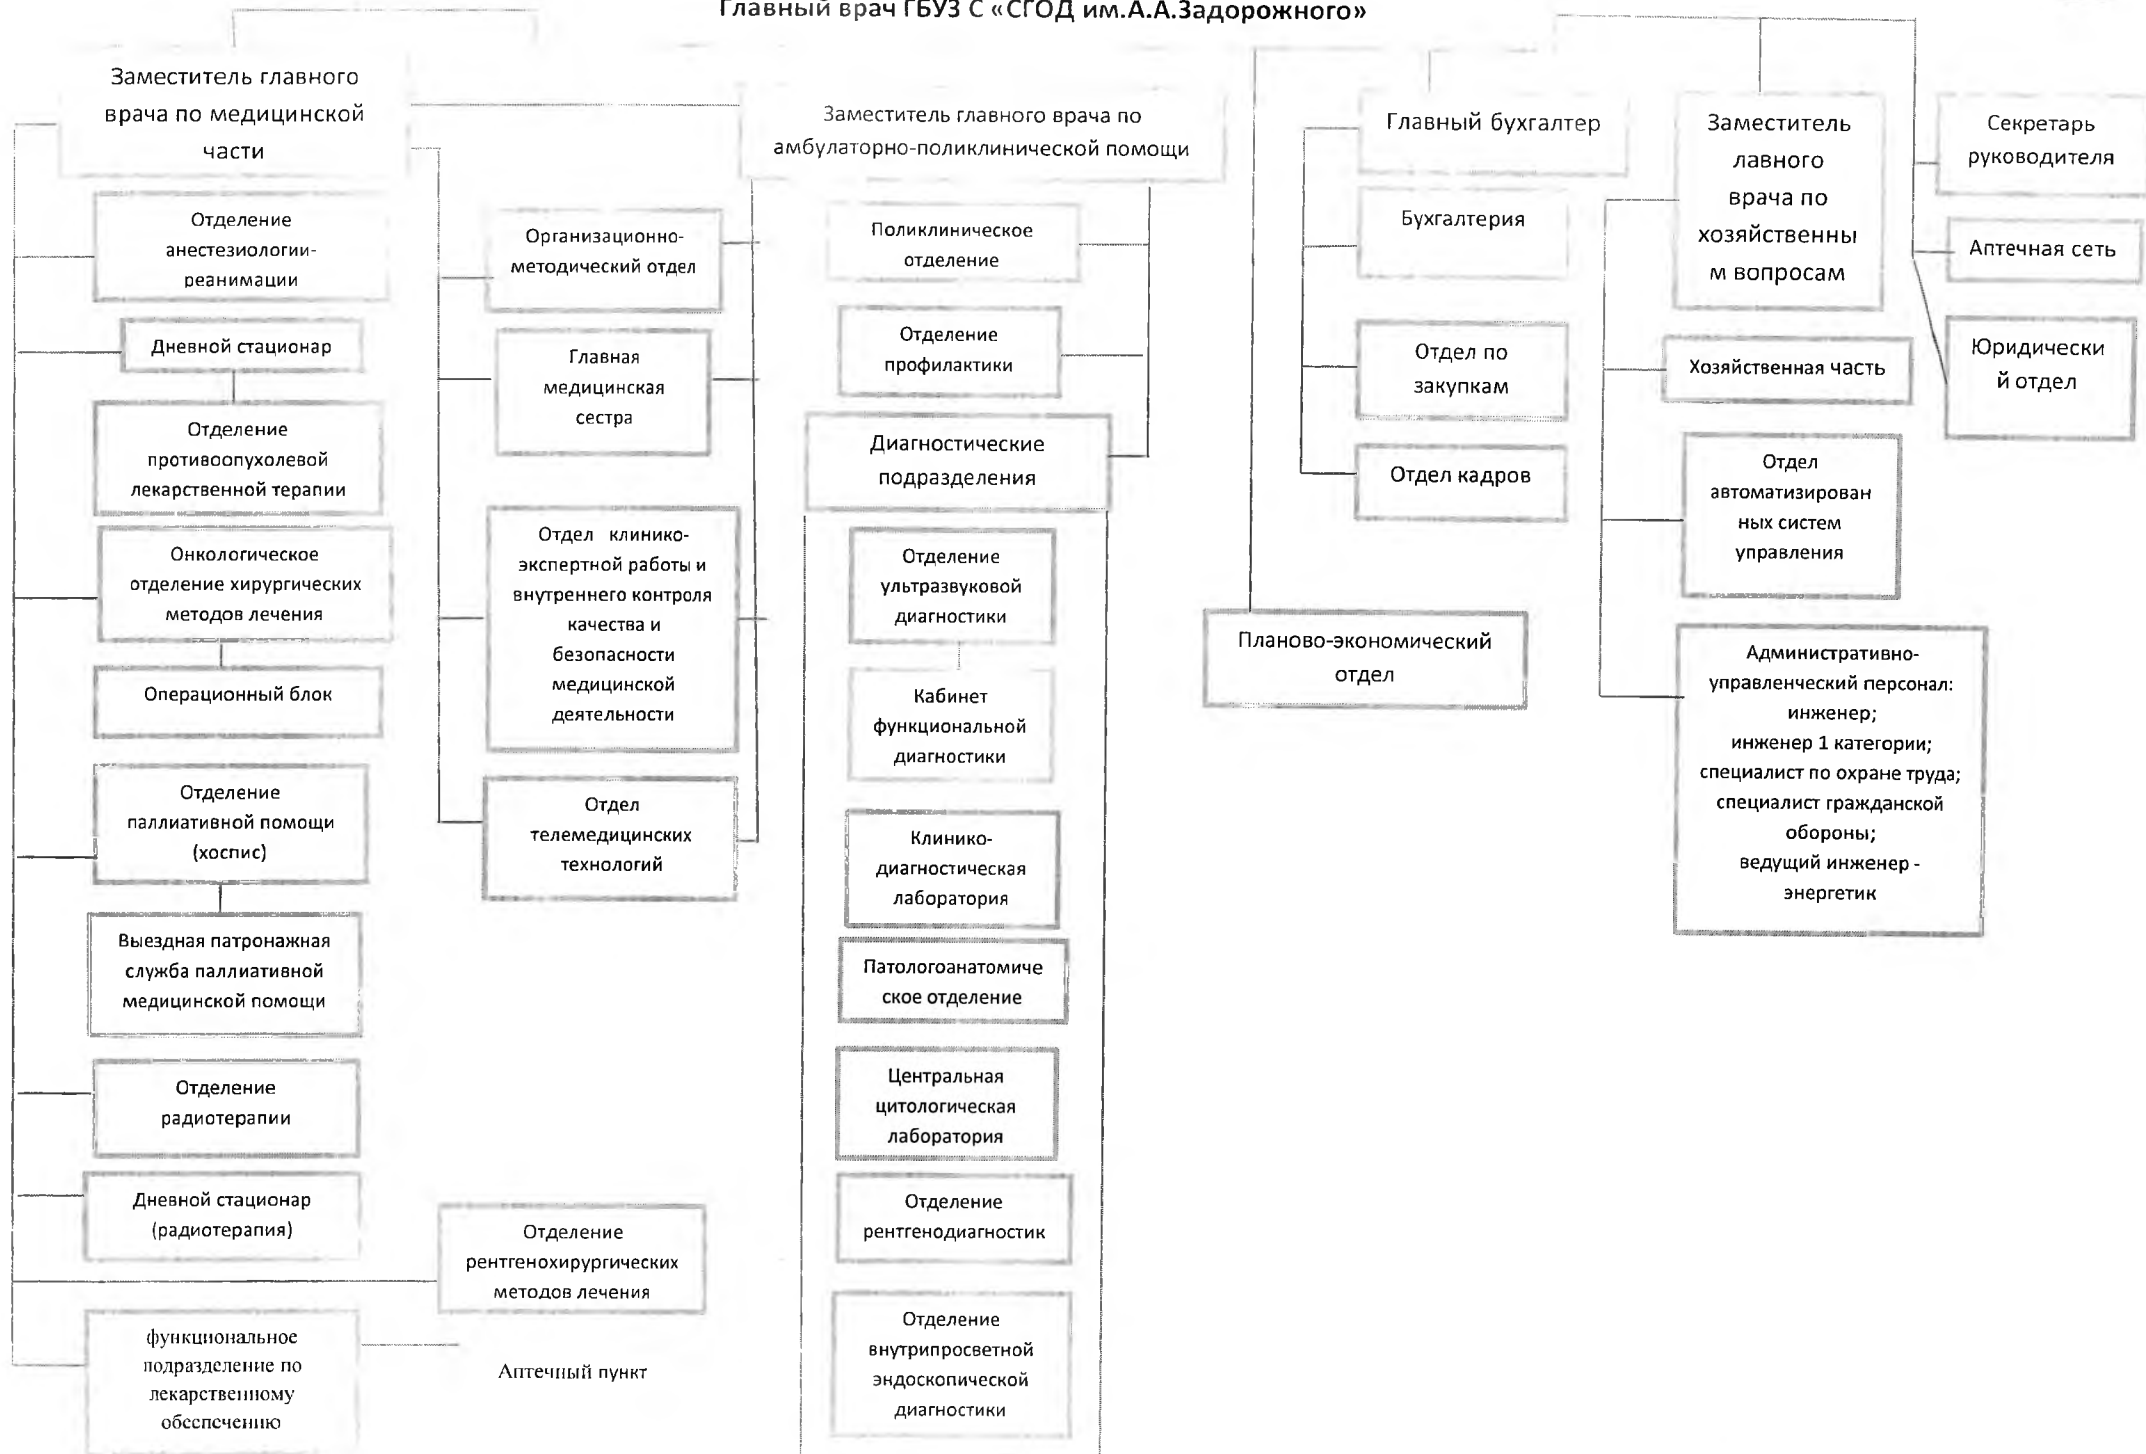 Главный врач ГБУЗ С «СГОД им.А.А.Задорожного»
Заместитель главного
врача по медицинской
части
Заместитель главного врача по
амбулаторно-поликлинической помощи
Главный бухгалтер
Заместитель
лавного
врача по
хозяйственны
м вопросам
Секретарь
руководителя
Аптечная сеть
Юридически
й отдел
Отделение
анестезиологии-
реанимации
Дневной стационар
Отделение
противоопухолевой
лекарственной терапии
Онкологическое
отделение хирургических
методов лечения
Операционный блок
Отделение
паллиативной помощи
(хоспис)
Выездная патронажная
служба паллиативной
медицинской помощи
Отделение
радиотерапии
Дневной стационар
(радиотерапия)
функциональное
подразделение по
лекарственному
обеспечению
Организационно-
методический отдел
Главная
медицинская
сестра
Отдел клинико-
экспертной работы и
внутреннего контроля
качества и
безопасности
медицинской
деятельности
Отдел
телемедицинских
технологий
Отделение
рентгенохирургических
методов лечения
Аптечный пункт
Поликлиническое
отделение
Отделение
профилактики
Диагностические
подразделения
Отделение
ультразвуковой
диагностики
Кабинет
функциональной
диагностики
Клинико-
диагностическая
лаборатория
Патологоанатомиче
ское отделение
Центральная
цитологическая
лаборатория
Отделение
рентгенодиагностик
Отделение
внутрипросветной
эндоскопической
диагностики
Планово-экономический
отдел
Бухгалтерия
Отдел по
закупкам
Отдел кадров
Хозяйственная часть
Отдел
автоматизирован
ных систем
управления
Административно-
управленческий персонал:
инженер;
инженер 1 категории;
специалист по охране труда;
специалист гражданской
обороны;
ведущий инженер -
энергетик